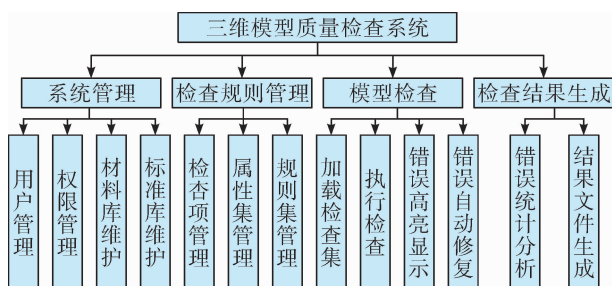 三维模型质量检查系统
系统管理
检查规则管理
模型检查
检查结果生成
用户管理
权限管理
材料库维护
标准库维护
检杏项管理
属性集管理
规则集管理
加载检查集
执行检查
错误高亮显示
错误自动修复
错误统计分析
结果文件生成